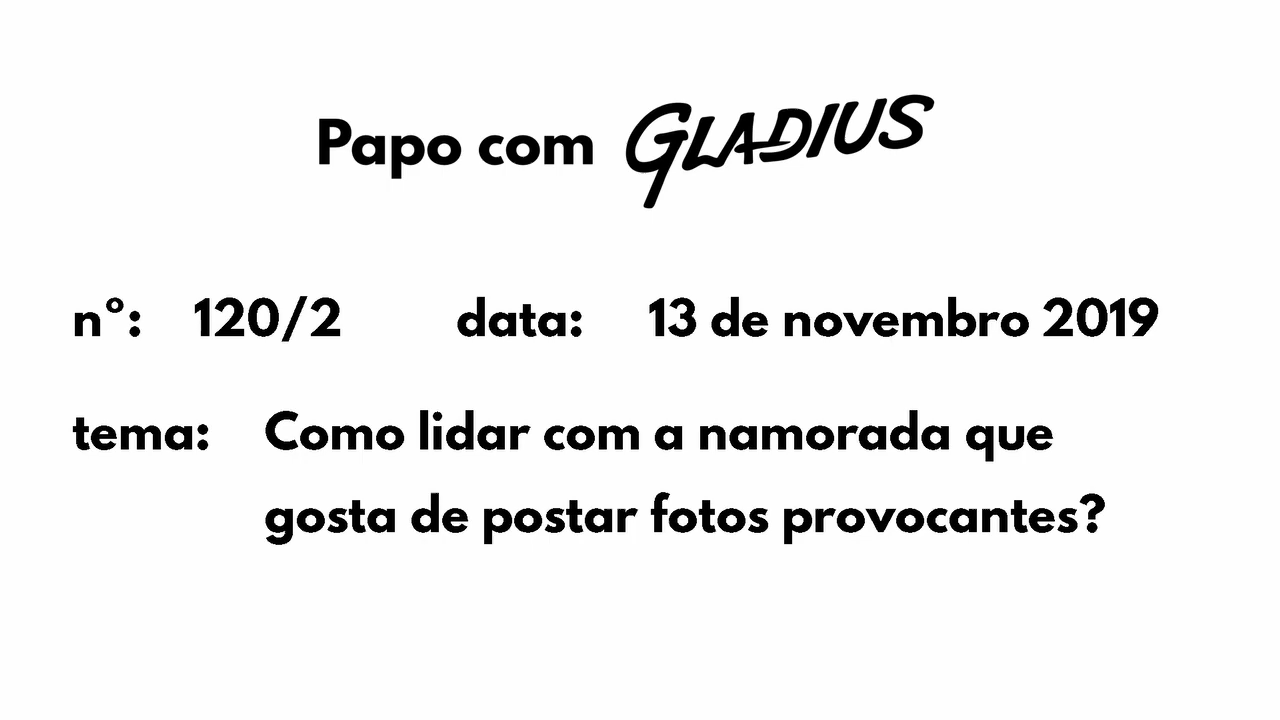 Papo com GLADIUS
nº: 120/2 data: 13 de novembro 2019
tema: Como lidar com a namorada que
gosta de postar fotos provocantes?